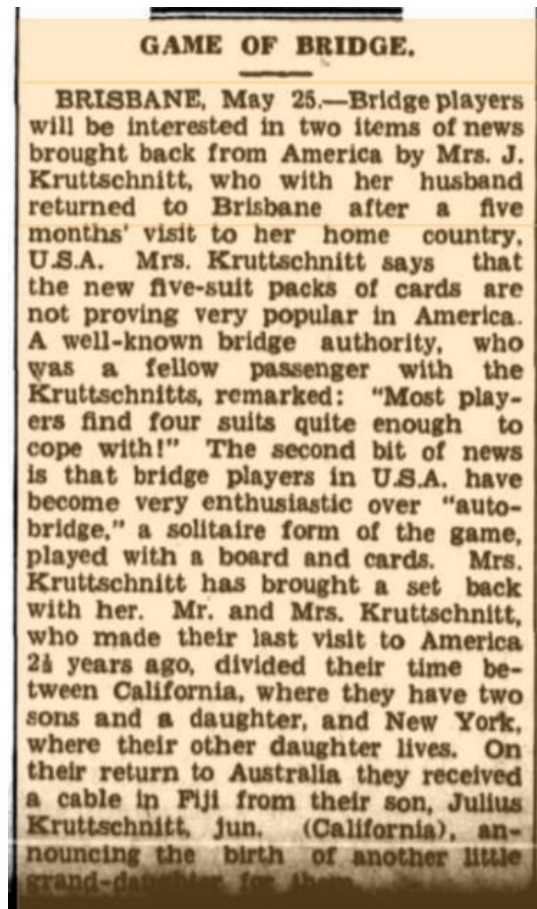 GAME OF BRIDGE.
BRISBANE, May 25.—Bridge players
will be interested in two items of news
brought back from America by Mrs. J.
Kruttschnitt, who with her husband
returned to Brisbane after a five
months' visit to her home country,
U.S.A. Mrs. Kruttschnitt says that
the new five-suit packs of cards are
not proving very popular in America.
A well-known bridge authority, who
was a fellow passenger with the
Kruttschnitts, remarked: "Most play-
ers find four suits quite enough to
cope with!" The second bit of news
is that bridge players in U.S.A. have
become very enthusiastic over "auto-
bridge," a solitaire form of the game,
played with a board and cards. Mrs.
Kruttschnitt has brought a set back
with her. Mr. and Mrs. Kruttschnitt,
who made their last visit to America
2½ years ago, divided their time be-
tween California, where they have two
sons and a daughter, and New York,
where their other daughter lives. On
their return to Australia they received
a cable in Fiji from their son, Julius
Kruttschnitt, jun. (California), an-
nouncing the birth of another little
grand-daughter for them.